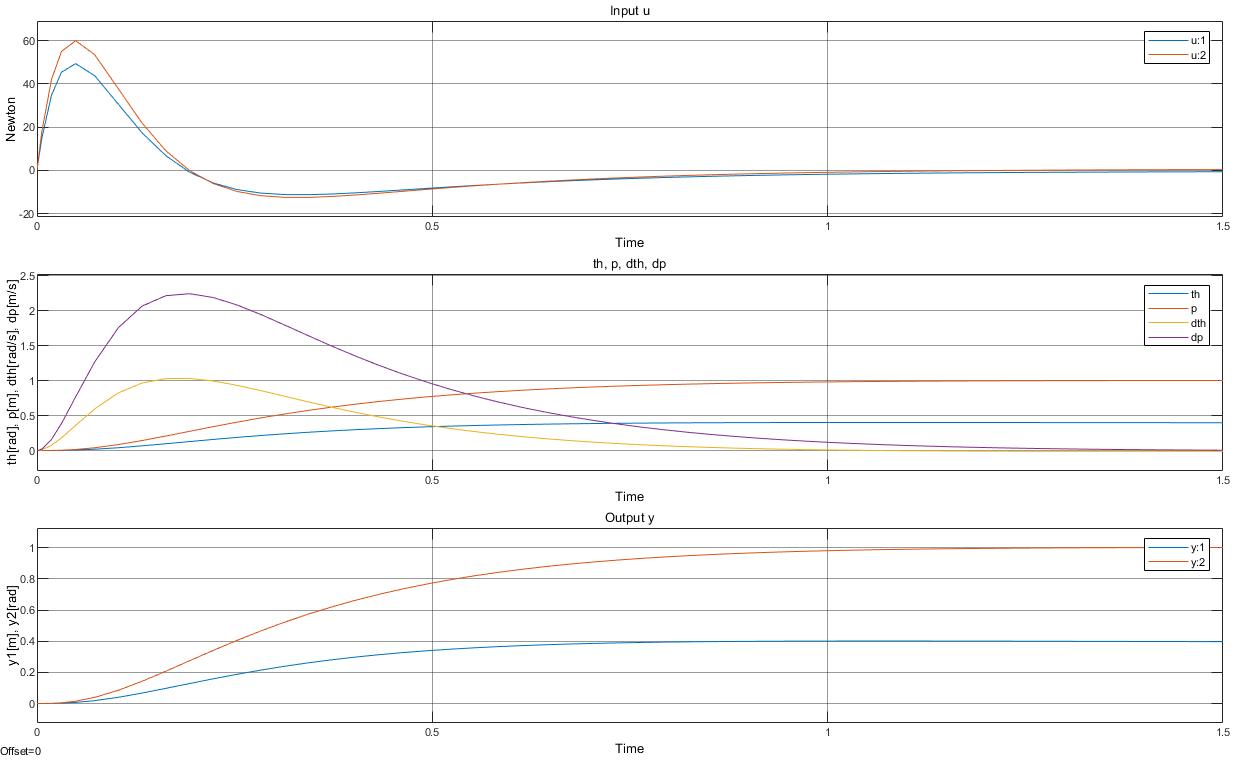 Input u
Newton
60
40
20
0
-20
u:1
u:2
0
0.5
1
1.5
Time
th, p, dth, dp
th[rad], p[m], dth[rad/s], dp[m/s]
2.5
2
1.5
1
0.5
0
th
p
dth
dp
0
0.5
1
1.5
Time
Output y
y1[m]. y2[rad]
1
0.8
0.6
0.4
0.2
0
y:1
y:2
0
0.5
1
1.5
Time
Offset=0